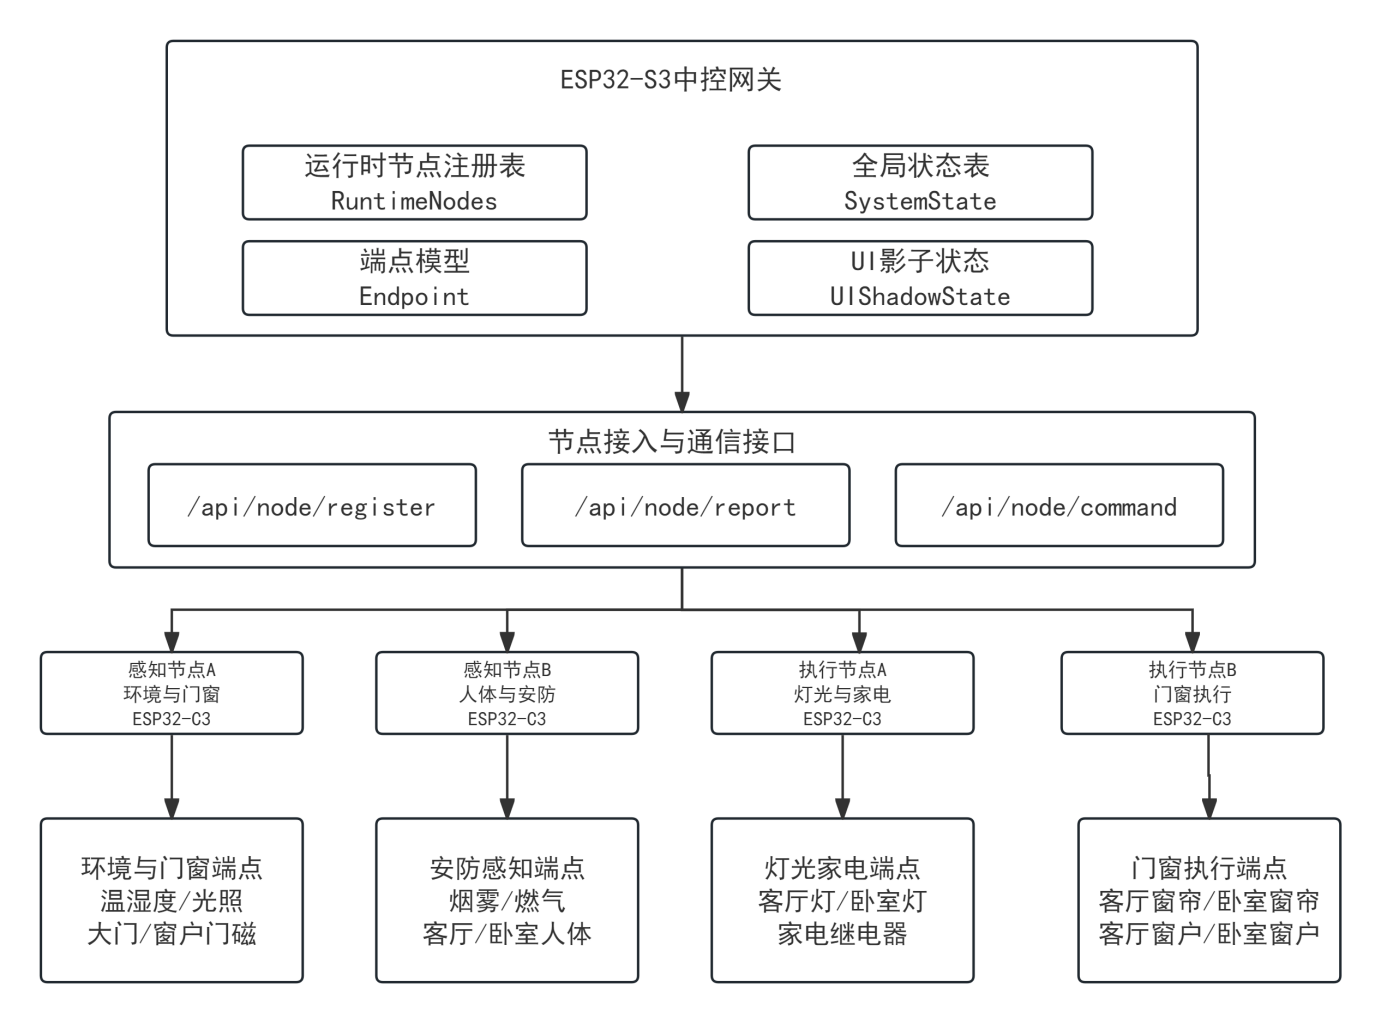 ESP32-S3中控网关
运行时节点注册表
RuntimeNodes
全局状态表
SystemState
端点模型
Endpoint
UI影子状态
UIShadowState
节点接入与通信接口
/api/node/register
/api/node/report
/api/node/command
感知节点A
环境与门窗
ESP32-C3
感知节点B
人体与安防
ESP32-C3
执行节点A
灯光与家电
ESP32-C3
执行节点B
门窗执行
ESP32-C3
环境与门窗端点
温湿度/光照
大门/窗户门磁
安防感知端点
烟雾/燃气
客厅/卧室人体
灯光家电端点
客厅灯/卧室灯
家电继电器
门窗执行端点
客厅窗帘/卧室窗帘
客厅窗户/卧室窗户